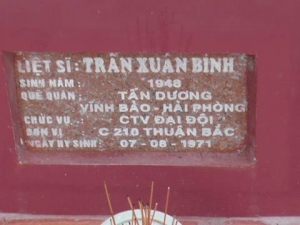 LIỆT SĨ: TRẦN XUÂN BÌNH
SINH NĂM : 1948
QUÊ QUÁN : TẤN DƯƠNG
VĨNH BẢO - HẢI PHÒNG
CHỨC VỤ : CTV ĐẠI ĐỘI
ĐƠN VỊ : C 210 THUẬN BẮC
NGÀY HY SINH: 07 - 08 - 1971